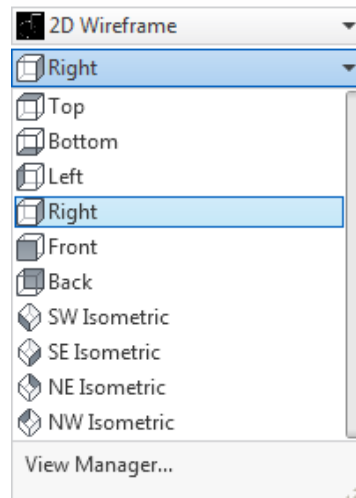 2D Wireframe
Right
Top
Bottom
Left
Right
Front
Back
SW Isometric
SE Isometric
NE Isometric
NW Isometric
View Manager...